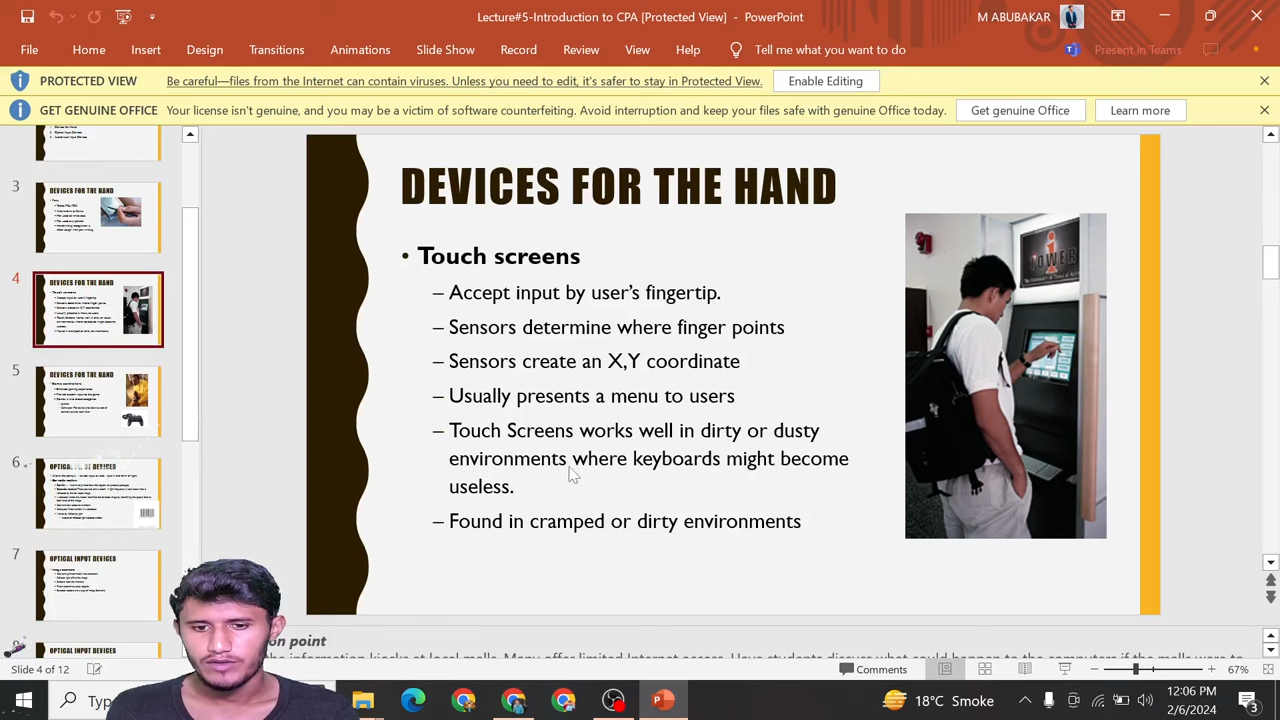 Lecture#5-Introduction to CPA [Protected View] - PowerPoint
M ABUBAKAR
File Home Insert Design Transitions Animations Slide Show Record Review View Help Tell me what you want to do
Present in Teams
PROTECTED VIEW Be careful—files from the Internet can contain viruses. Unless you need to edit, it's safer to stay in Protected View. Enable Editing
GET GENUINE OFFICE Your license isn't genuine, and you may be a victim of software counterfeiting. Avoid interruption and keep your files safe with genuine Office today. Get genuine Office Learn more
3
DEVICES FOR THE HAND
4
DEVICES FOR THE HAND
5
DEVICES FOR THE HAND
6
7
OPTICAL INPUT DEVICES
8
OPTICAL INPUT DEVICES
DEVICES FOR THE HAND
• Touch screens
– Accept input by user's fingertip.
– Sensors determine where finger points
– Sensors create an X,Y coordinate
– Usually presents a menu to users
– Touch Screens works well in dirty or dusty
environments where keyboards might become
useless.
– Found in cramped or dirty environments
i
POWER
on point
the information kiosks at local malls. Many offer limited Internet access. Have students discuss what could happen to the computers if the malls were to
Slide 4 of 12
Comments
67%
Typ
18°C Smoke
12:06 PM
2/6/2024
3